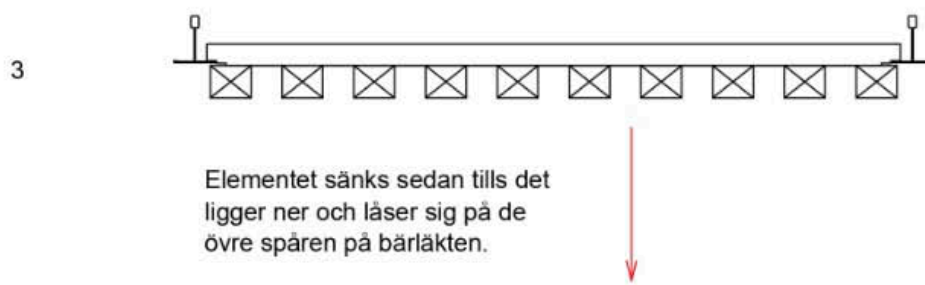 3
Elementet sänks sedan tills det
ligger ner och låser sig på de
övre spåren på bärläkten.